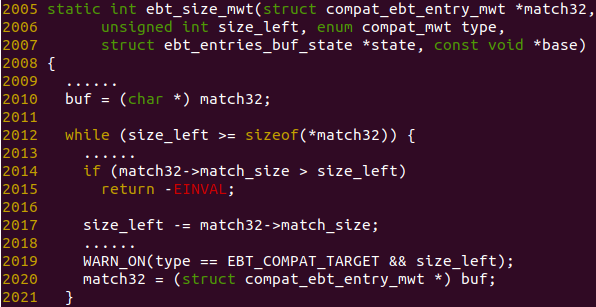 2005 static int ebt_size_mwt(struct compat_ebt_entry_mwt *match32,
2006 unsigned int size_left, enum compat_mwt type,
2007 struct ebt_entries_buf_state *state, const void *base)
2008 {
2009 ......
2010 buf = (char *) match32;
2011
2012 while (size_left >= sizeof(*match32)) {
2013 ......
2014 if (match32->match_size > size_left)
2015 return -EINVAL;
2016
2017 size_left -= match32->match_size;
2018 ......
2019 WARN_ON(type == EBT_COMPAT_TARGET && size_left);
2020 match32 = (struct compat_ebt_entry_mwt *) buf;
2021 }